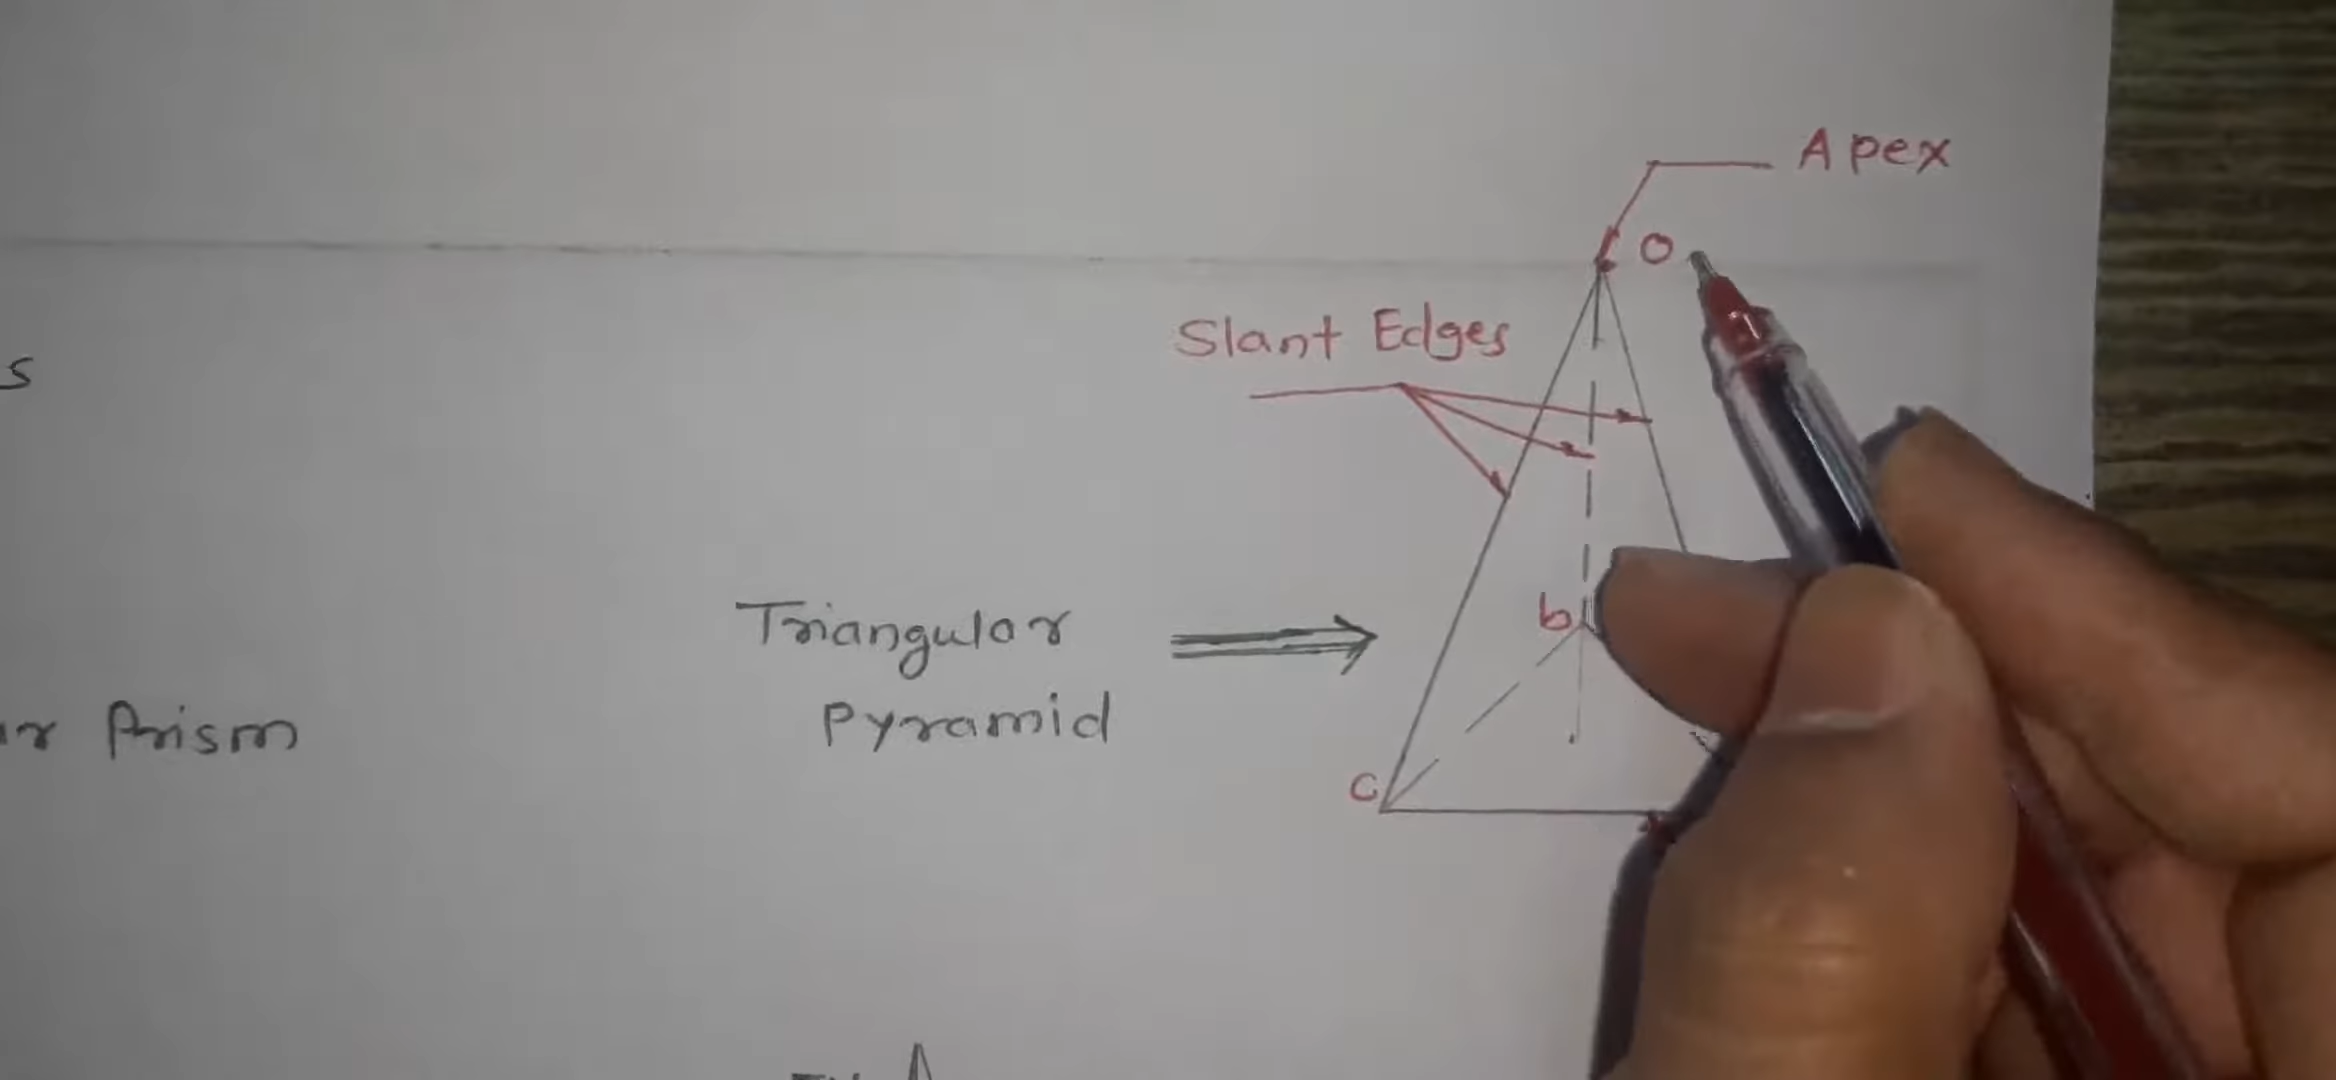 Apex
O
Slant Edges
s
b
Triangular
Pyramid
Prism
C